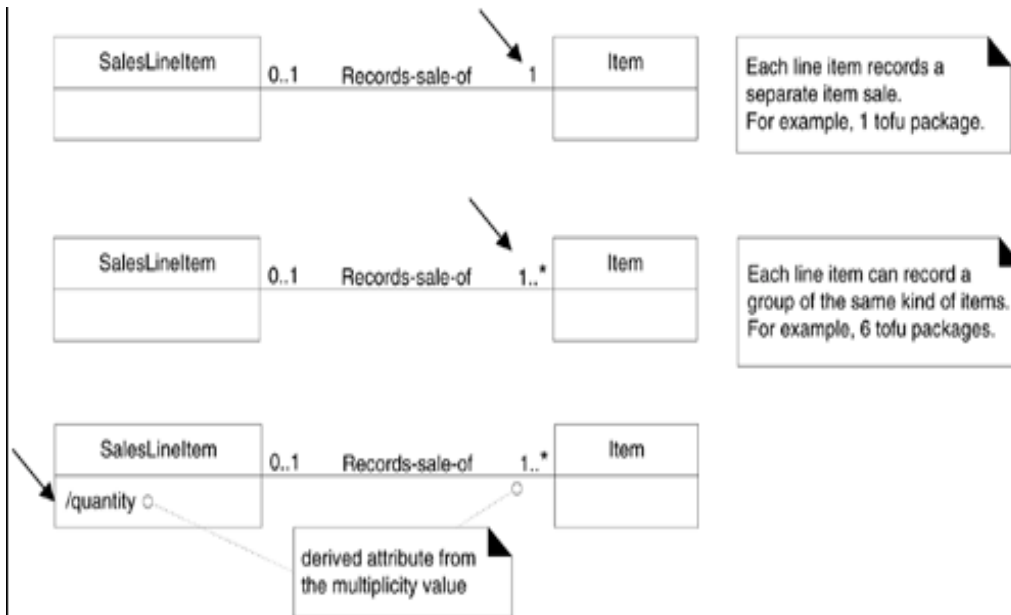 SalesLineItem
0..1
Records-sale-of
1
Item
Each line item records a
separate item sale.
For example, 1 tofu package.
SalesLineItem
0..1
Records-sale-of
1..*
Item
Each line item can record a
group of the same kind of items.
For example, 6 tofu packages.
SalesLineItem
0..1
Records-sale-of
1..*
Item
/quantity
derived attribute from
the multiplicity value